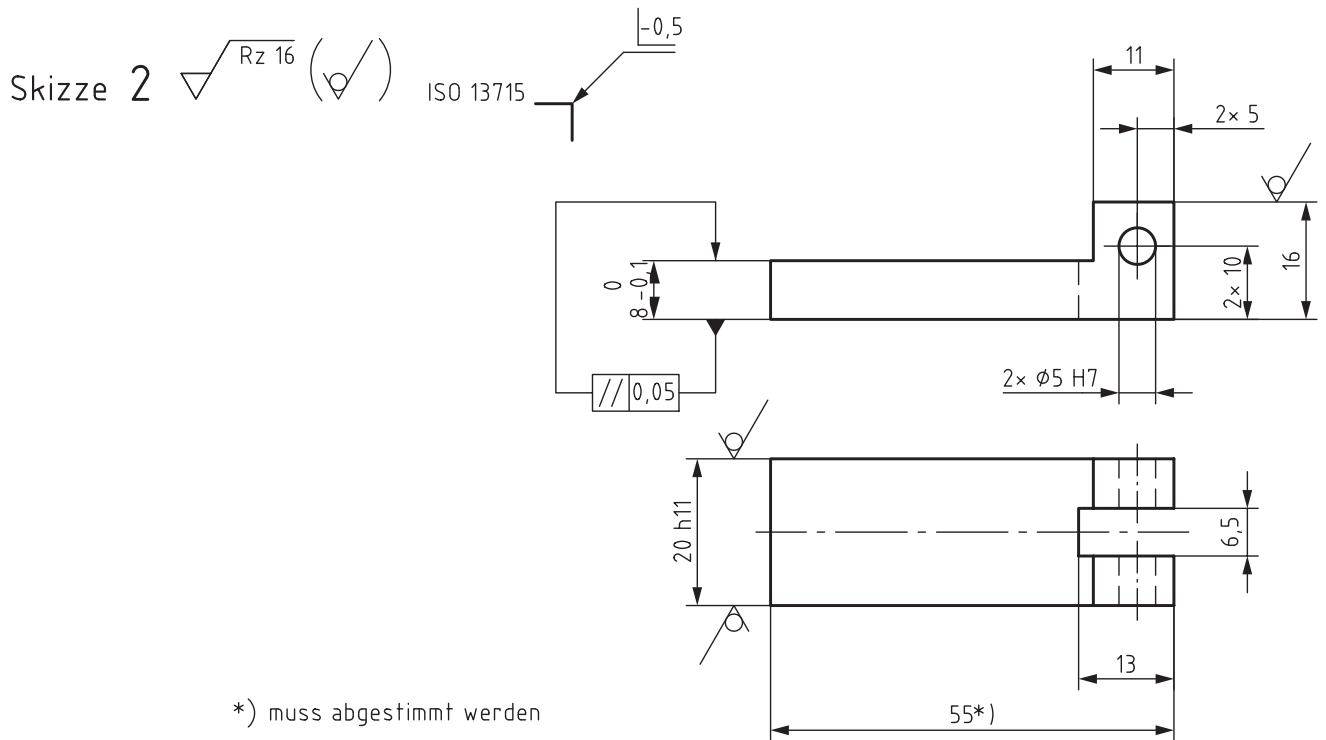 -0,5
Skizze 2 Rz 16 ( )
ISO 13715
11
2× 5
0
8 -0,1
2× 10
16
// 0,05
2× ⌀5 H7
20 h11
6,5
13
55*)
*) muss abgestimmt werden